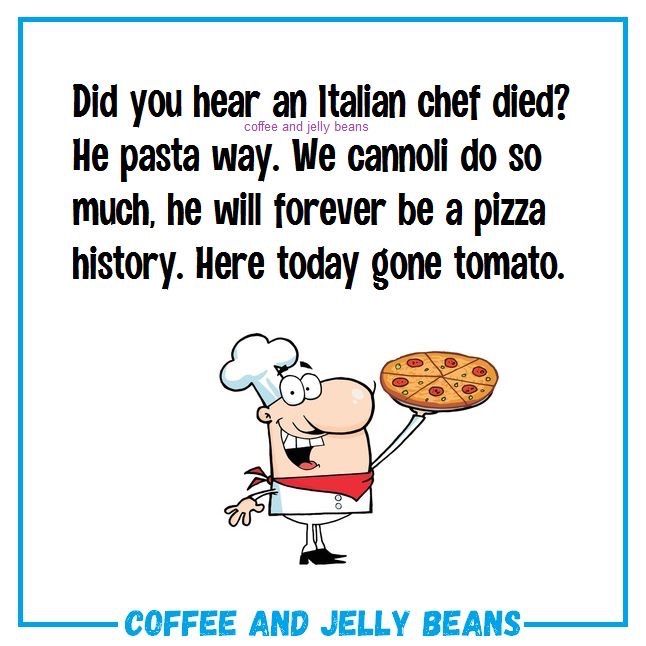 Did you hear an Italian chef died?
coffee and jelly beans
He pasta way. We cannoli do so
much, he will forever be a pizza
history. Here today gone tomato.
COFFEE AND JELLY BEANS